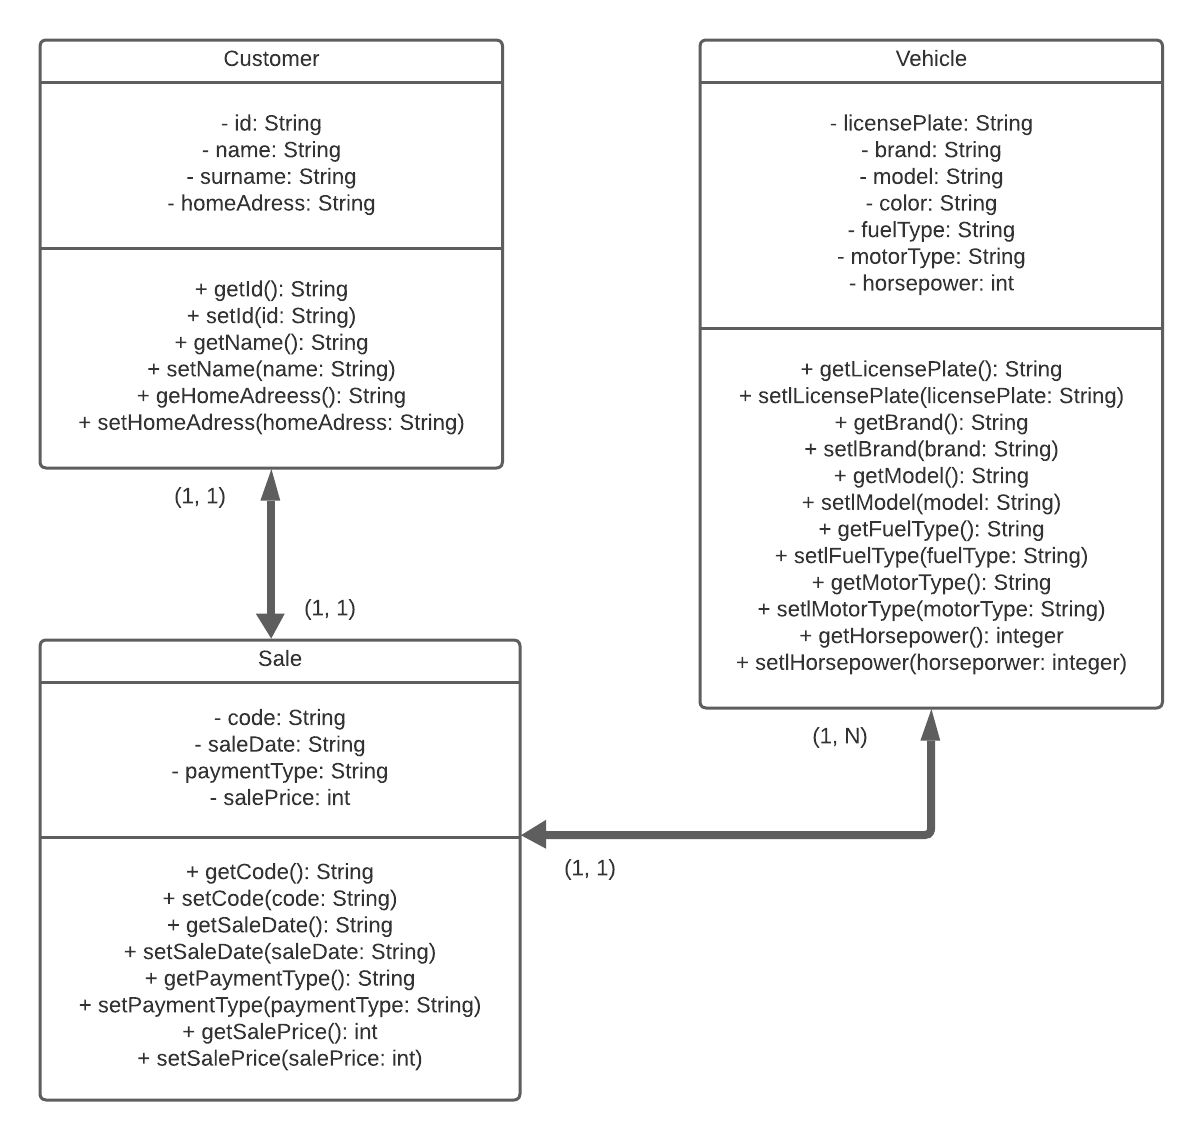 Customer
- id: String
- name: String
- surname: String
- homeAdress: String
+ getId(): String
+ setId(id: String)
+ getName(): String
+ setName(name: String)
+ geHomeAdreess(): String
+ setHomeAdress(homeAdress: String)
(1, 1)
(1, 1)
Sale
- code: String
- saleDate: String
- paymentType: String
- salePrice: int
+ getCode(): String
+ setCode(code: String)
+ getSaleDate(): String
+ setSaleDate(saleDate: String)
+ getPaymentType(): String
+ setPaymentType(paymentType: String)
+ getSalePrice(): int
+ setSalePrice(salePrice: int)
Vehicle
- licensePlate: String
- brand: String
- model: String
- color: String
- fuelType: String
- motorType: String
- horsepower: int
+ getLicensePlate(): String
+ setlLicensePlate(licensePlate: String)
+ getBrand(): String
+ setlBrand(brand: String)
+ getModel(): String
+ setlModel(model: String)
+ getFuelType(): String
+ setlFuelType(fuelType: String)
+ getMotorType(): String
+ setlMotorType(motorType: String)
+ getHorsepower(): integer
+ setlHorsepower(horseporwer: integer)
(1, N)
(1, 1)